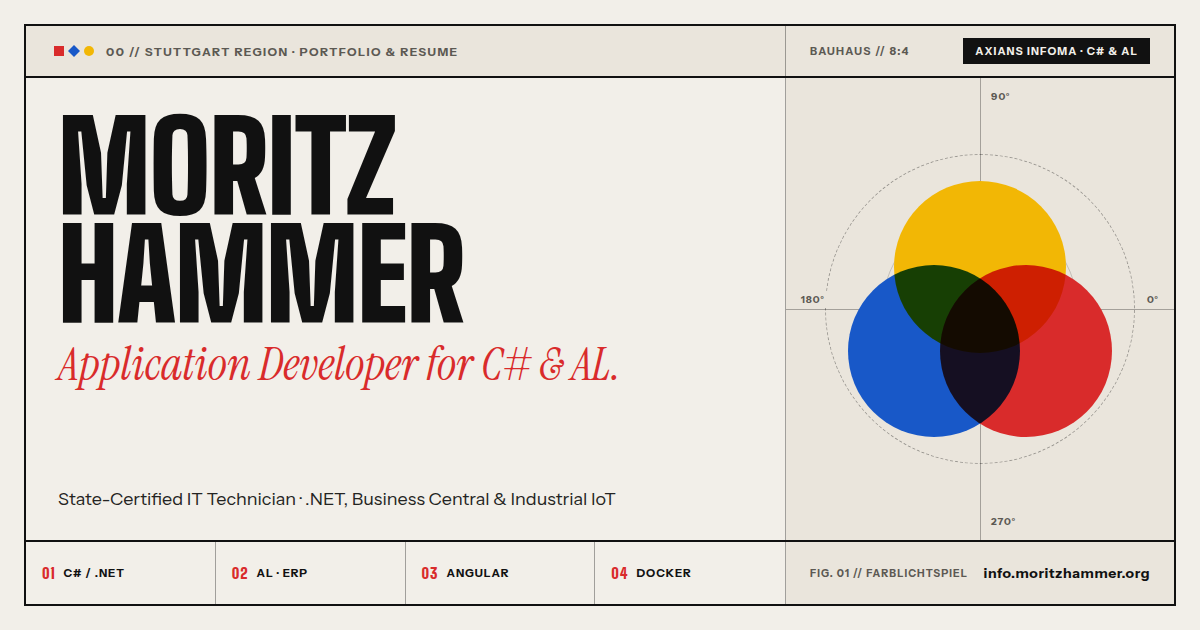 00 // STUTTGART REGION · PORTFOLIO & RESUME
BAUHAUS // 8:4
AXIANS INFOMA · C# & AL
MORITZ
HAMMER
Application Developer for C# & AL.
State-Certified IT Technician · .NET, Business Central & Industrial IoT
90°
180°
0°
270°
01 C# / .NET
02 AL · ERP
03 ANGULAR
04 DOCKER
FIG. 01 // FARBLICHTSPIEL
info.moritzhammer.org